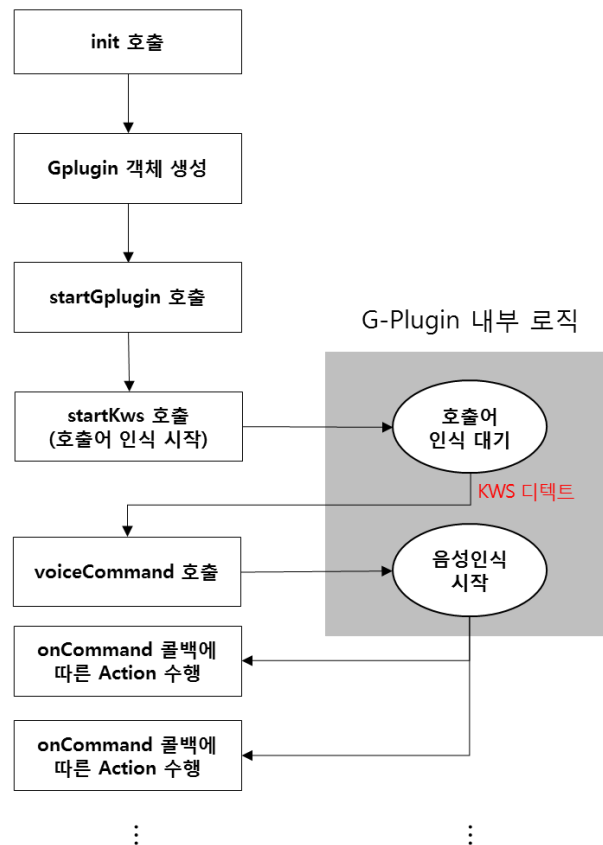 init 호출
Gplugin 객체 생성
startGplugin 호출
G-Plugin 내부 로직
startKws 호출
(호출어 인식 시작)
호출어
인식 대기
KWS 디텍트
voiceCommand 호출
음성인식
시작
onCommand 콜백에
따른 Action 수행
onCommand 콜백에
따른 Action 수행